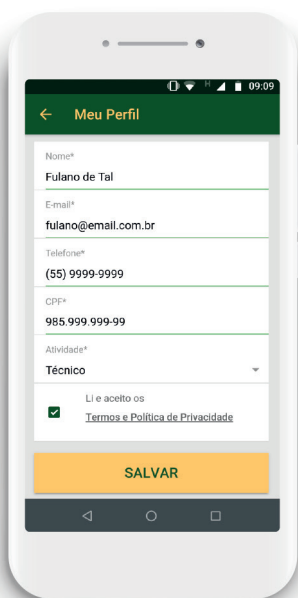 H 09:09
Meu Perfil
Nome*
Fulano de Tal
E-mail*
fulano@email.com.br
Telefone*
(55) 9999-9999
CPF*
985.999.999-99
Atividade*
Técnico
Li e aceito os
Termos e Política de Privacidade
SALVAR